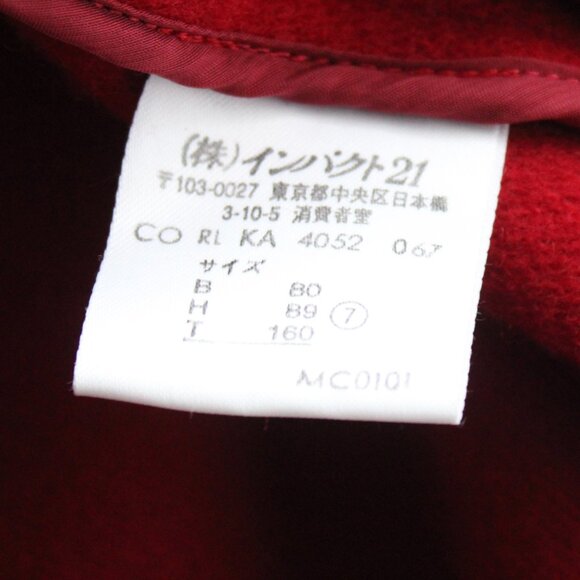 (株)インパクト21
〒103-0027 東京都中央区日本橋
3-10-5 消費者室
CO RL KA 4052 067
サイズ
B 80
H 89 ⑦
T 160
MC0101